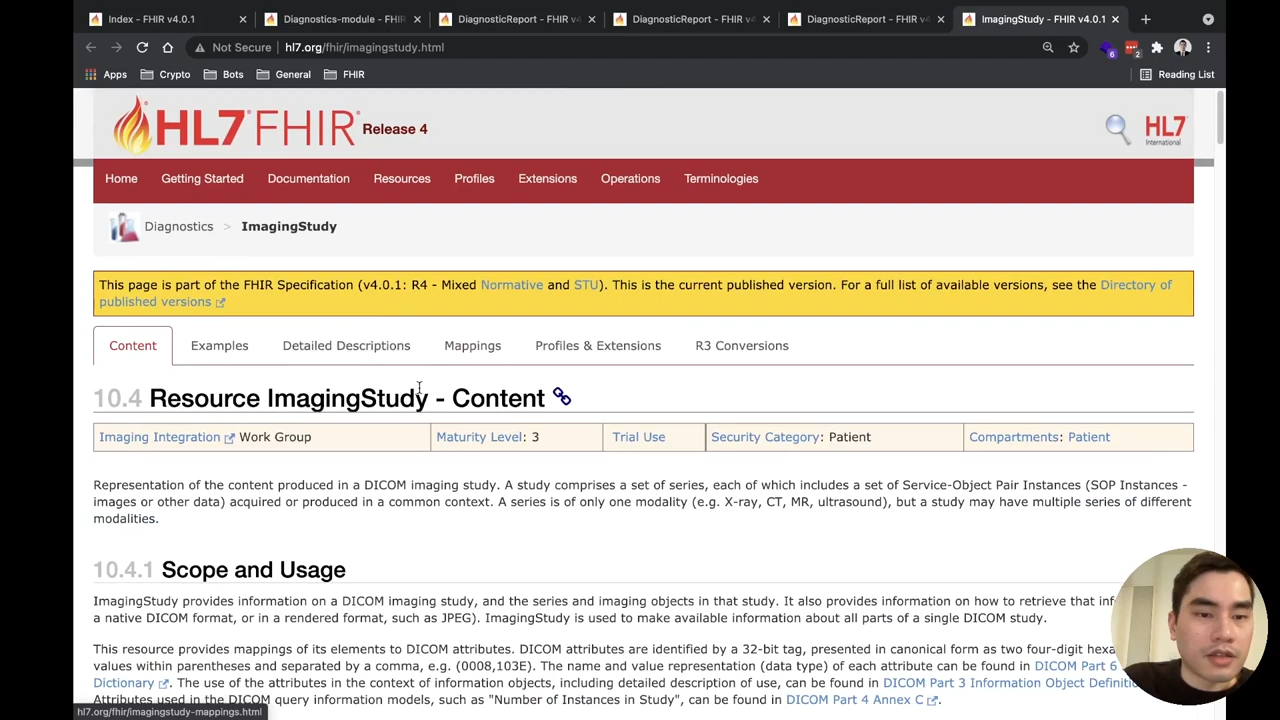 Index - FHIR v4.0.1
Diagnostics-module - FHIR
DiagnosticReport - FHIR v4
DiagnosticReport - FHIR v4
DiagnosticReport - FHIR v4
ImagingStudy - FHIR v4.0.1
Not Secure | hl7.org/fhir/imagingstudy.html
6
2
Apps
Crypto
Bots
General
FHIR
Reading List
HL7 FHIR Release 4
HL7 International
Home
Getting Started
Documentation
Resources
Profiles
Extensions
Operations
Terminologies
Diagnostics > ImagingStudy
This page is part of the FHIR Specification (v4.0.1: R4 - Mixed Normative and STU). This is the current published version. For a full list of available versions, see the Directory of
published versions
Content
Examples
Detailed Descriptions
Mappings
Profiles & Extensions
R3 Conversions
10.4 Resource ImagingStudy - Content
Imaging Integration Work Group
Maturity Level: 3
Trial Use
Security Category: Patient
Compartments: Patient
Representation of the content produced in a DICOM imaging study. A study comprises a set of series, each of which includes a set of Service-Object Pair Instances (SOP Instances -
images or other data) acquired or produced in a common context. A series is of only one modality (e.g. X-ray, CT, MR, ultrasound), but a study may have multiple series of different
modalities.
10.4.1 Scope and Usage
ImagingStudy provides information on a DICOM imaging study, and the series and imaging objects in that study. It also provides information on how to retrieve that
a native DICOM format, or in a rendered format, such as JPEG). ImagingStudy is used to make available information about all parts of a single DICOM study.
This resource provides mappings of its elements to DICOM attributes. DICOM attributes are identified by a 32-bit tag, presented in canonical form as two four-digit
values within parentheses and separated by a comma, e.g. (0008,103E). The name and value representation (data type) of each attribute can be found in DICOM Part 6
Dictionary. The use of the attributes in the context of information objects, including detailed description of use, can be found in DICOM Part 3 Information Object
Attributes used in the DICOM query information models, such as "Number of Instances in Study", can be found in DICOM Part 4 Annex C.
hl7.org/fhir/imagingstudy-mappings.html